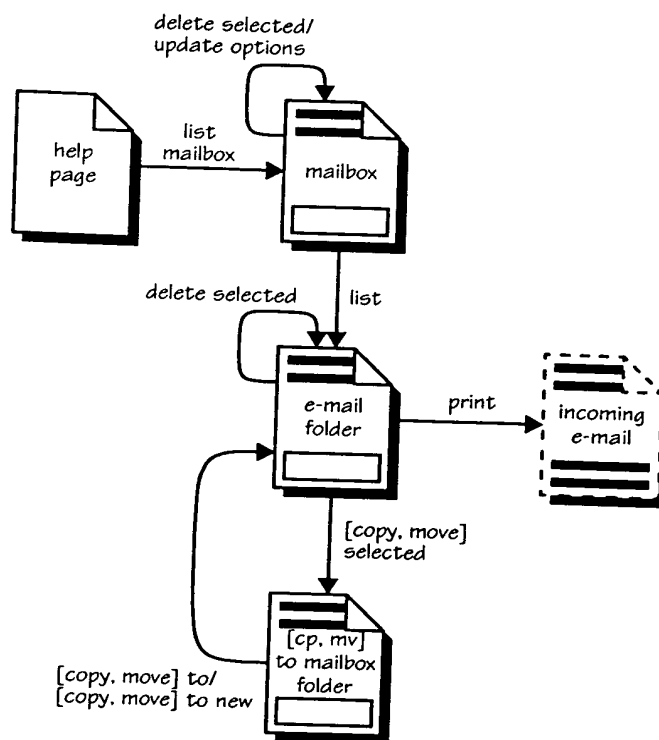 delete selected/
update options
help
page
list
mailbox
mailbox
delete selected
list
e-mail
folder
print
incoming
e-mail
[copy, move]
selected
[cp, mv]
to mailbox
folder
[copy, move] to/
[copy, move] to new